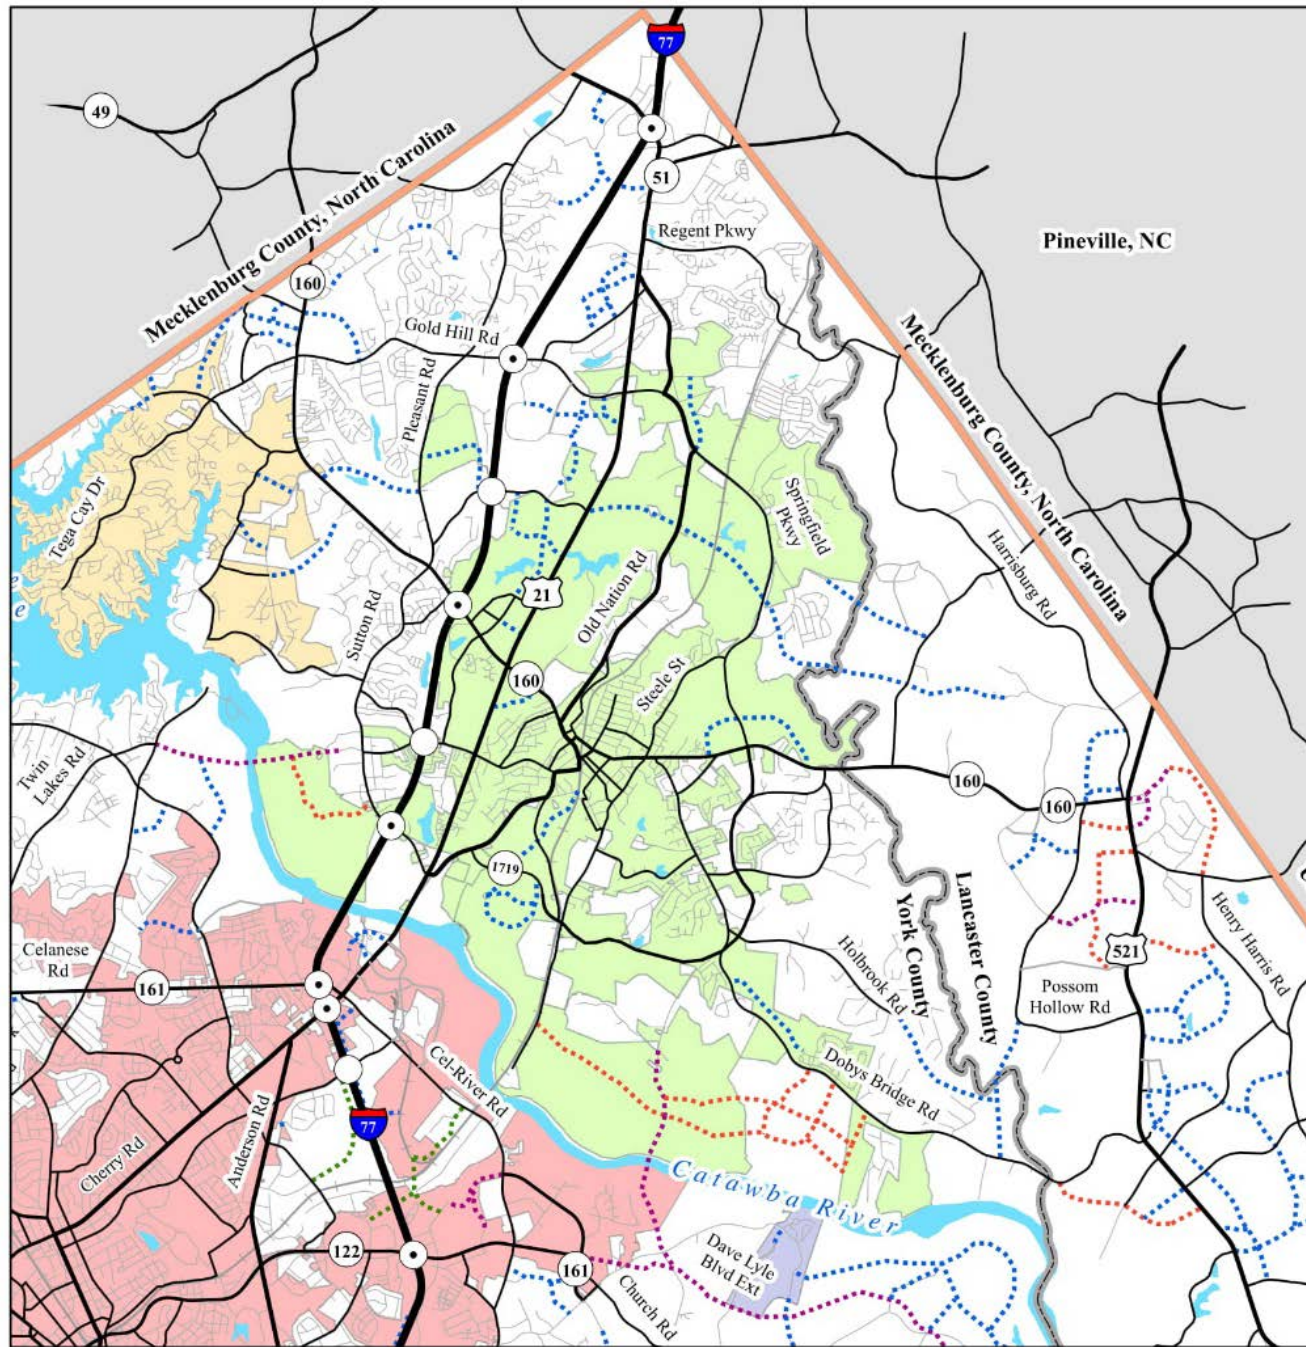 77
49
Mecklenburg County, North Carolina
51
Regent Pkwy
Pineville, NC
160
Gold Hill Rd
Pleasant Rd
Mecklenburg County, North Carolina
Tega Cay Dr
Springfield
Pkwy
Harrisburg Rd
21
Old Nation Rd
Sutton Rd
160
Steele St
Twin
Lakes Rd
160
160
1719
York County
Lancaster County
Henry Harris Rd
Celanese
Rd
161
Holbrook Rd
521
Possom
Hollow Rd
Cel-River Rd
Dobys Bridge Rd
Anderson Rd
77
Cherry Rd
Catawba River
122
161
Dave Lyle
Blvd Ext
Church Rd